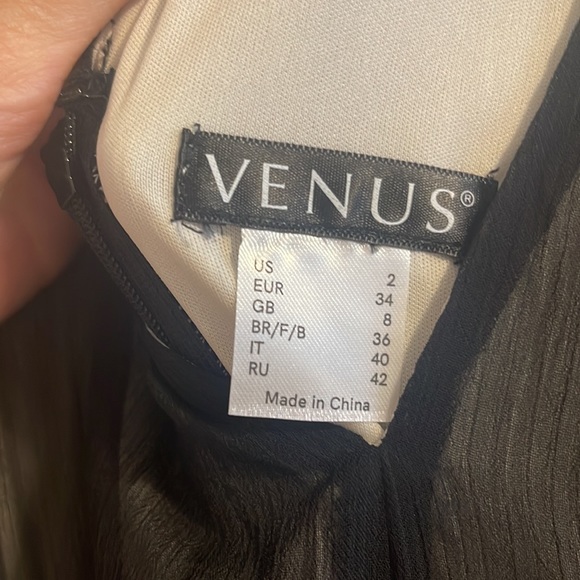 VENUS®
US 2
EUR 34
GB 8
BR/F/B 36
IT 40
RU 42
Made in China